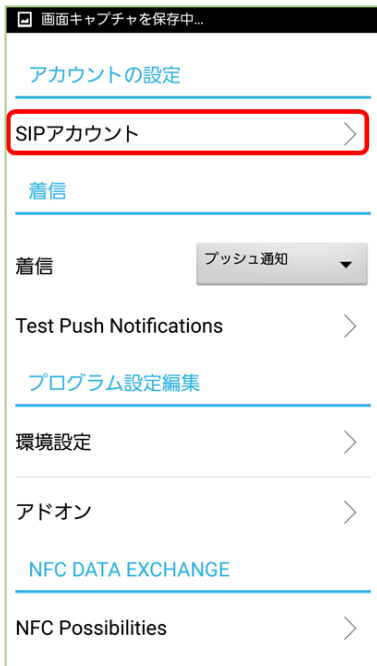 画面キャプチャを保存中...
アカウントの設定
SIPアカウント
着信
着信 プッシュ通知
Test Push Notifications
プログラム設定編集
環境設定
アドオン
NFC DATA EXCHANGE
NFC Possibilities